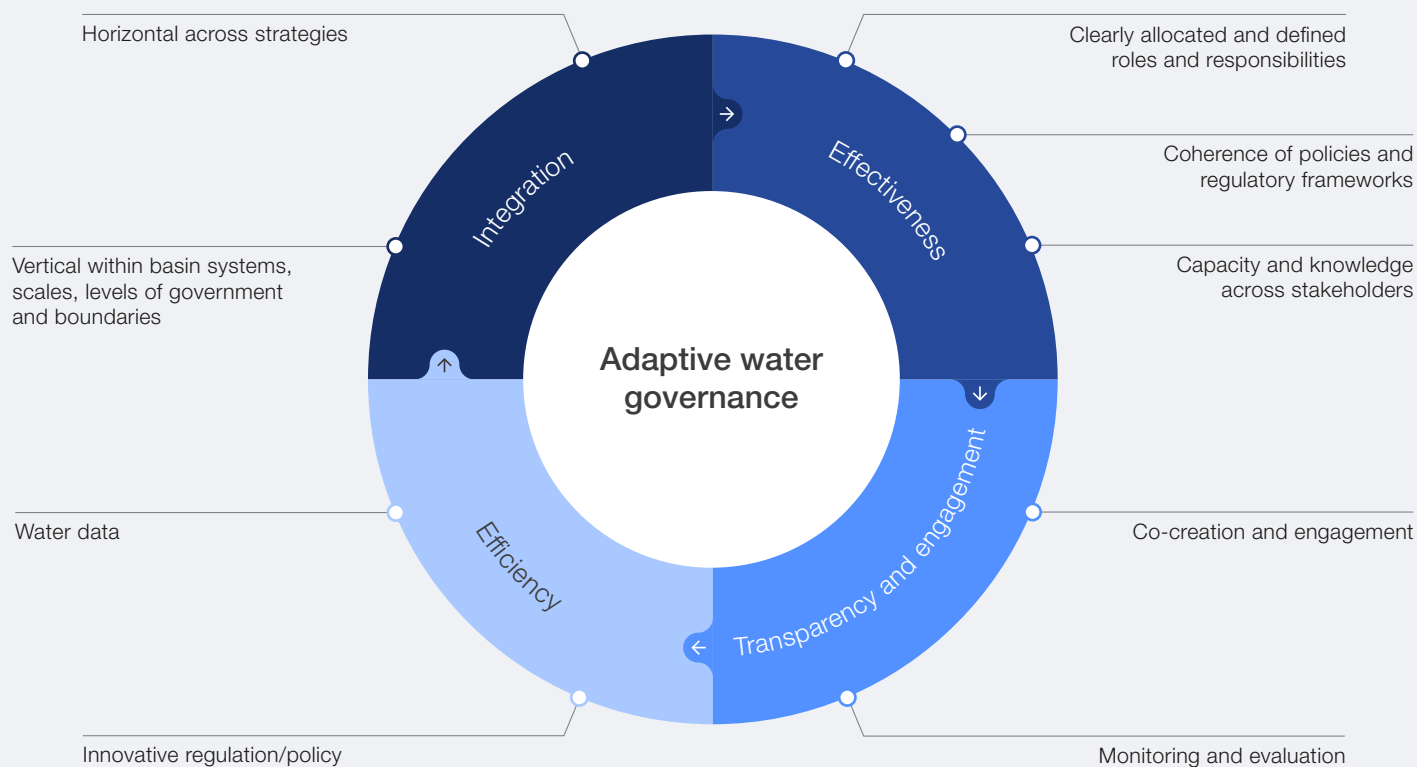 Horizontal across strategies
Clearly allocated and defined
roles and responsibilities
Coherence of policies and
regulatory frameworks
Integration
Effectiveness
Vertical within basin systems,
scales, levels of government
and boundaries
Capacity and knowledge
across stakeholders
Adaptive water
governance
Water data
Efficiency
Transparency and engagement
Co-creation and engagement
Innovative regulation/policy
Monitoring and evaluation